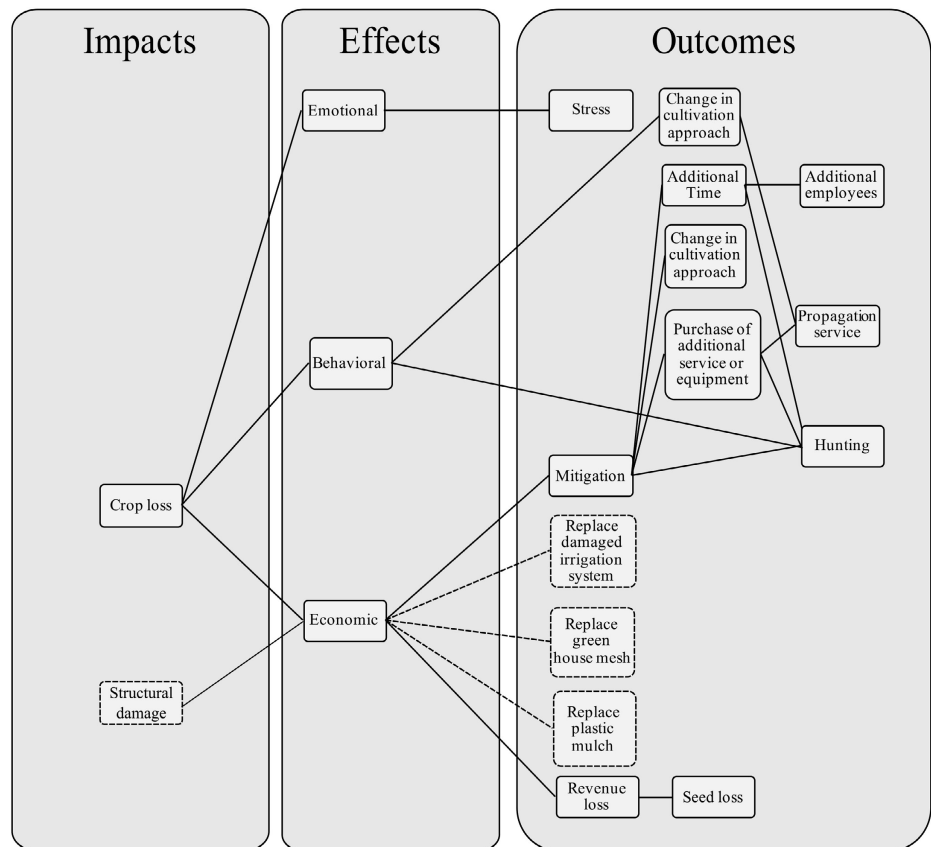 Impacts
Effects
Outcomes
Emotional
Stress
Change in
cultivation
approach
Additional
Time
Additional
employees
Change in
cultivation
approach
Propagation
service
Purchase of
additional
service or
equipment
Behavioral
Hunting
Mitigation
Crop loss
Replace
damaged
irrigation
system
Economic
Replace
green
house mesh
Structural
damage
Replace
plastic
mulch
Revenue
loss
Seed loss